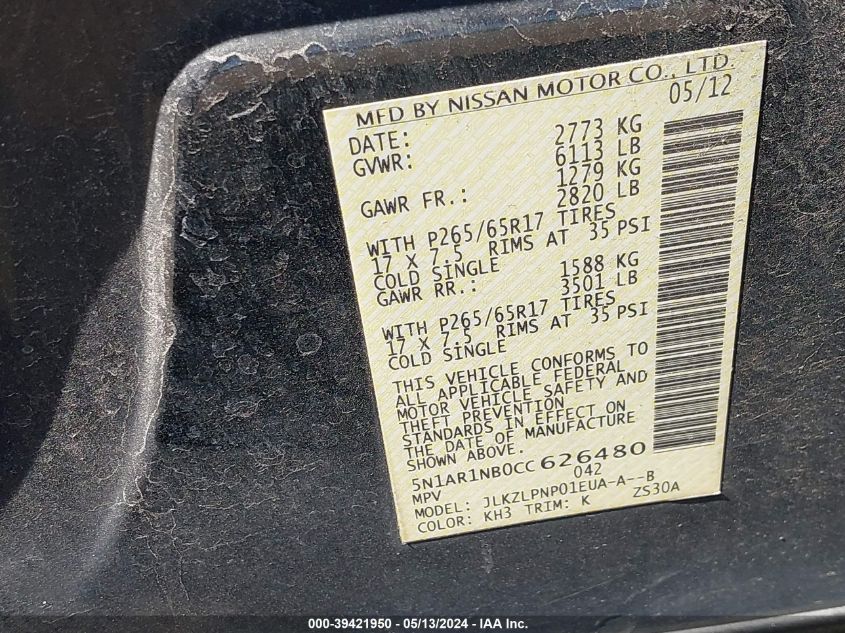 MFD BY NISSAN MOTOR CO., LTD.
DATE: 05/12
GVWR: 2773 KG
6113 LB
GAWR FR.: 1279 KG
2820 LB
WITH P265/65R17 TIRES
17 X 7.5 RIMS AT 35 PSI
COLD SINGLE
GAWR RR.: 1588 KG
3501 LB
WITH P265/65R17 TIRES
17 X 7.5 RIMS AT 35 PSI
COLD SINGLE
THIS VEHICLE CONFORMS TO
ALL APPLICABLE FEDERAL
MOTOR VEHICLE SAFETY AND
THEFT PREVENTION
STANDARDS IN EFFECT ON
THE DATE OF MANUFACTURE
SHOWN ABOVE.
5N1AR1NB0CC 626480
MPV 042
MODEL: JLKZLPNP01EUA-A--B
COLOR: KH3 TRIM: K ZS30A
000-39421950 - 05/13/2024 - IAA Inc.